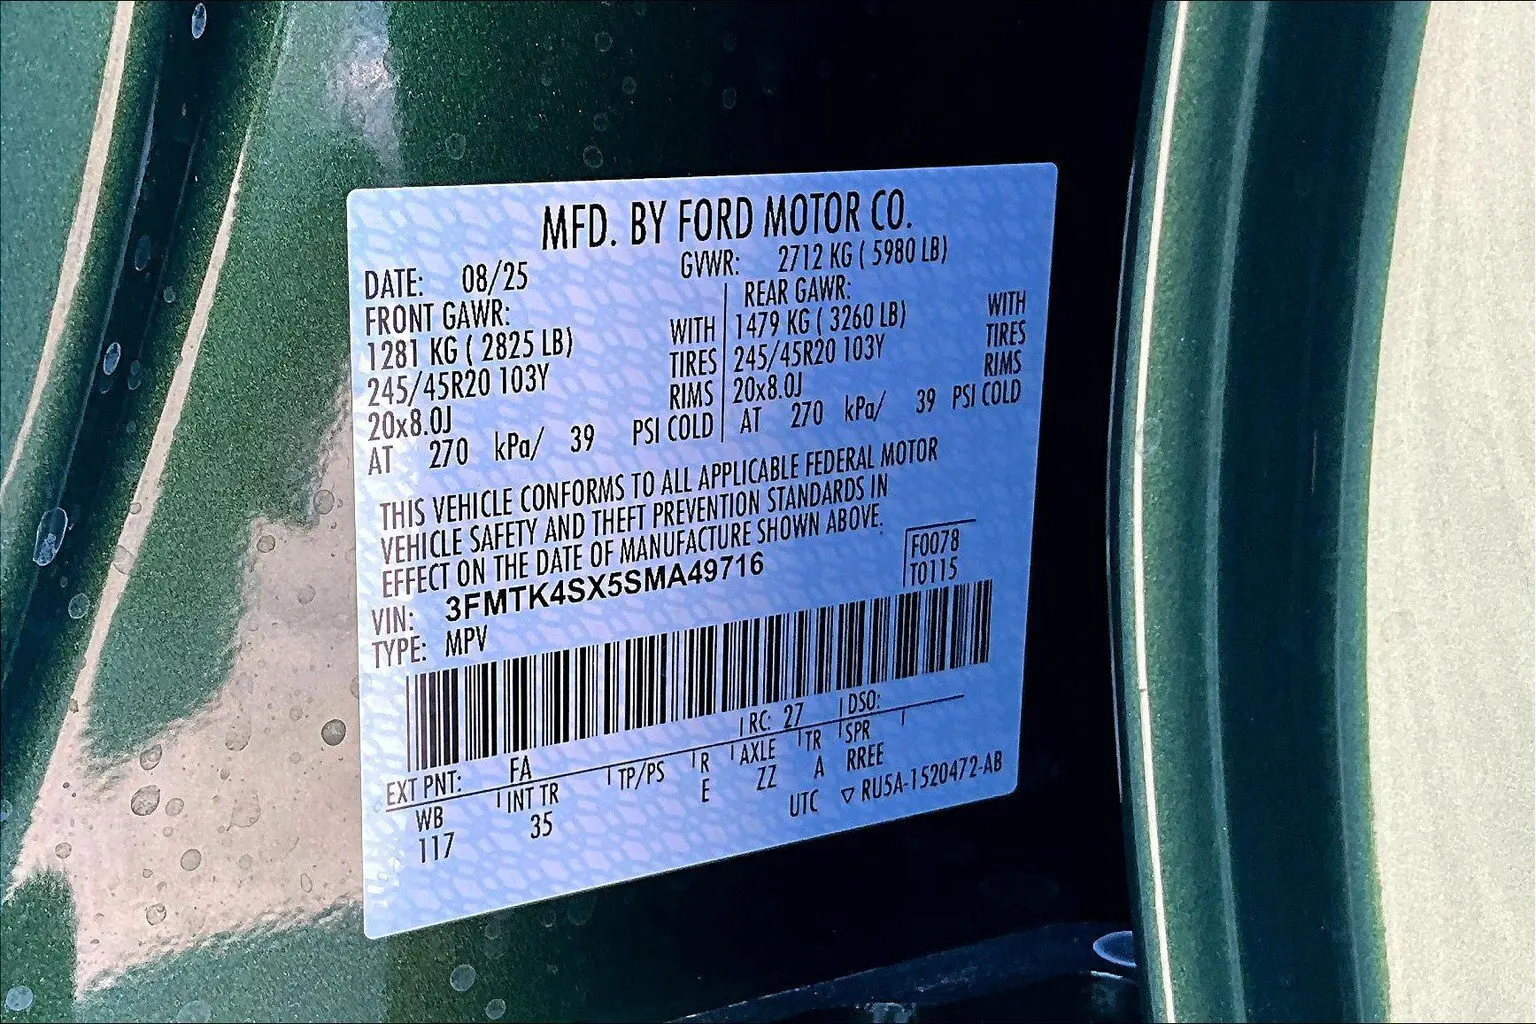 MFD. BY FORD MOTOR CO.
DATE: 08/25 GVWR: 2712 KG ( 5980 LB)
FRONT GAWR: REAR GAWR:
1281 KG ( 2825 LB) WITH 1479 KG ( 3260 LB) WITH
245/45R20 103Y TIRES 245/45R20 103Y TIRES
20x8.0J RIMS 20x8.0J RIMS
AT 270 kPa/ 39 PSI COLD AT 270 kPa/ 39 PSI COLD
THIS VEHICLE CONFORMS TO ALL APPLICABLE FEDERAL MOTOR
VEHICLE SAFETY AND THEFT PREVENTION STANDARDS IN
EFFECT ON THE DATE OF MANUFACTURE SHOWN ABOVE.
VIN: 3FMTK4SX5SMA49716 F0078
TYPE: MPV T0115
EXT PNT: FA RC: 27 DSO:
WB INT TR TP/PS R AXLE TR SPR
117 35 E ZZ A RREE
UTC ▽ RU5A-1520472-AB